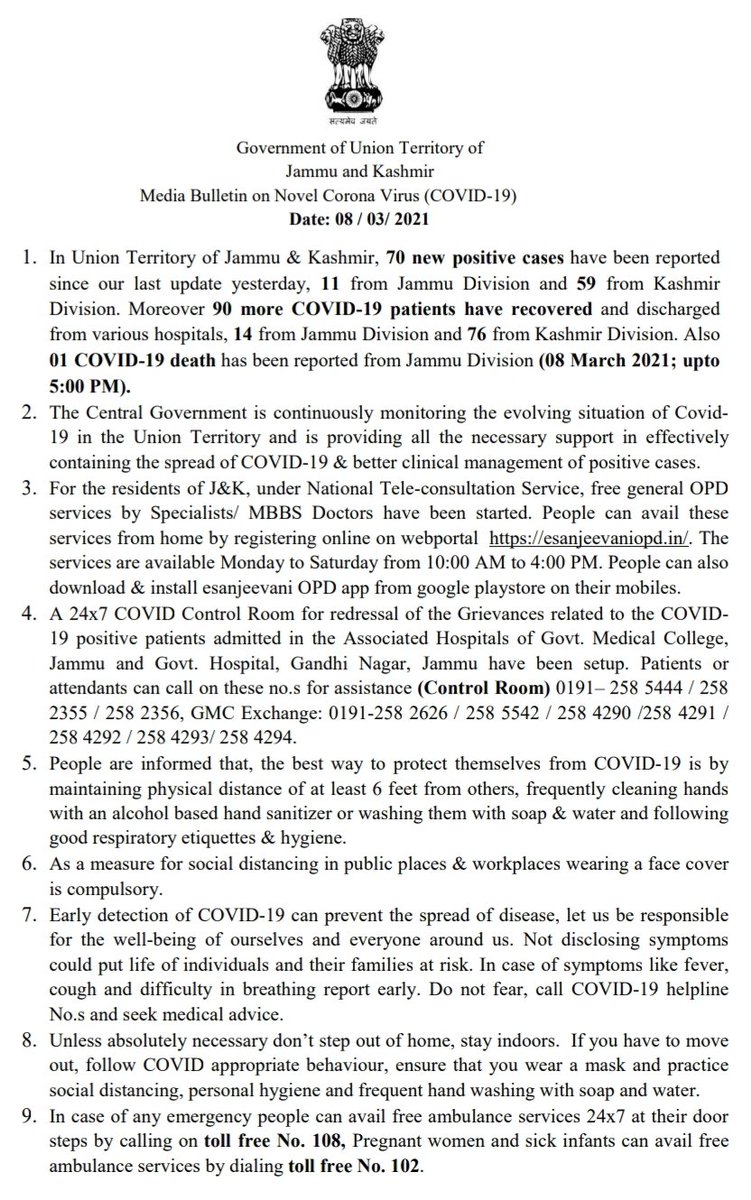 सत्यमेव जयते
Government of Union Territory of
Jammu and Kashmir
Media Bulletin on Novel Corona Virus (COVID-19)
Date: 08 / 03/ 2021
1. In Union Territory of Jammu & Kashmir, 70 new positive cases have been reported
since our last update yesterday, 11 from Jammu Division and 59 from Kashmir
Division. Moreover 90 more COVID-19 patients have recovered and discharged
from various hospitals, 14 from Jammu Division and 76 from Kashmir Division. Also
01 COVID-19 death has been reported from Jammu Division (08 March 2021; upto
5:00 PM).
2. The Central Government is continuously monitoring the evolving situation of Covid-
19 in the Union Territory and is providing all the necessary support in effectively
containing the spread of COVID-19 & better clinical management of positive cases.
3. For the residents of J&K, under National Tele-consultation Service, free general OPD
services by Specialists/ MBBS Doctors have been started. People can avail these
services from home by registering online on webportal https://esanjeevaniopd.in/. The
services are available Monday to Saturday from 10:00 AM to 4:00 PM. People can also
download & install esanjeevani OPD app from google playstore on their mobiles.
4. A 24x7 COVID Control Room for redressal of the Grievances related to the COVID-
19 positive patients admitted in the Associated Hospitals of Govt. Medical College,
Jammu and Govt. Hospital, Gandhi Nagar, Jammu have been setup. Patients or
attendants can call on these no.s for assistance (Control Room) 0191– 258 5444 / 258
2355 / 258 2356, GMC Exchange: 0191-258 2626 / 258 5542 / 258 4290 /258 4291 /
258 4292 / 258 4293/ 258 4294.
5. People are informed that, the best way to protect themselves from COVID-19 is by
maintaining physical distance of at least 6 feet from others, frequently cleaning hands
with an alcohol based hand sanitizer or washing them with soap & water and following
good respiratory etiquettes & hygiene.
6. As a measure for social distancing in public places & workplaces wearing a face cover
is compulsory.
7. Early detection of COVID-19 can prevent the spread of disease, let us be responsible
for the well-being of ourselves and everyone around us. Not disclosing symptoms
could put life of individuals and their families at risk. In case of symptoms like fever,
cough and difficulty in breathing report early. Do not fear, call COVID-19 helpline
No.s and seek medical advice.
8. Unless absolutely necessary don’t step out of home, stay indoors. If you have to move
out, follow COVID appropriate behaviour, ensure that you wear a mask and practice
social distancing, personal hygiene and frequent hand washing with soap and water.
9. In case of any emergency people can avail free ambulance services 24x7 at their door
steps by calling on toll free No. 108, Pregnant women and sick infants can avail free
ambulance services by dialing toll free No. 102.